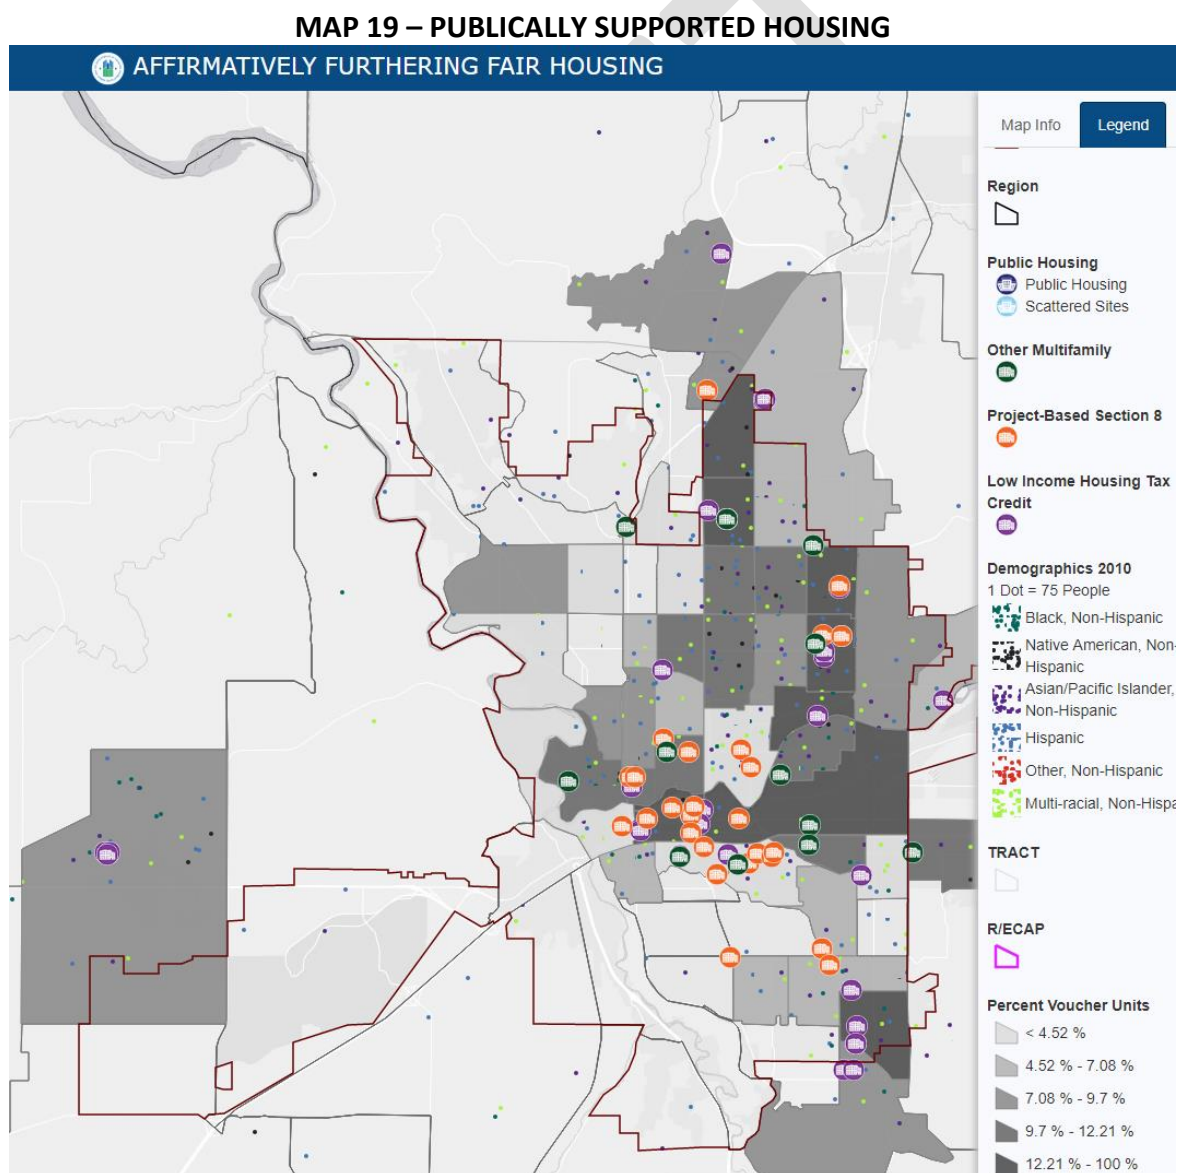 MAP 19 – PUBLICALLY SUPPORTED HOUSING
AFFIRMATIVELY FURTHERING FAIR HOUSING
Map Info
Legend
Region
Public Housing
Public Housing
Scattered Sites
Other Multifamily
Project-Based Section 8
Low Income Housing Tax
Credit
Demographics 2010
1 Dot = 75 People
Black, Non-Hispanic
Native American, Non-
Hispanic
Asian/Pacific Islander,
Non-Hispanic
Hispanic
Other, Non-Hispanic
Multi-racial, Non-Hispa
TRACT
R/ECAP
Percent Voucher Units
< 4.52 %
4.52 % - 7.08 %
7.08 % - 9.7 %
9.7 % - 12.21 %
12.21 % - 100 %